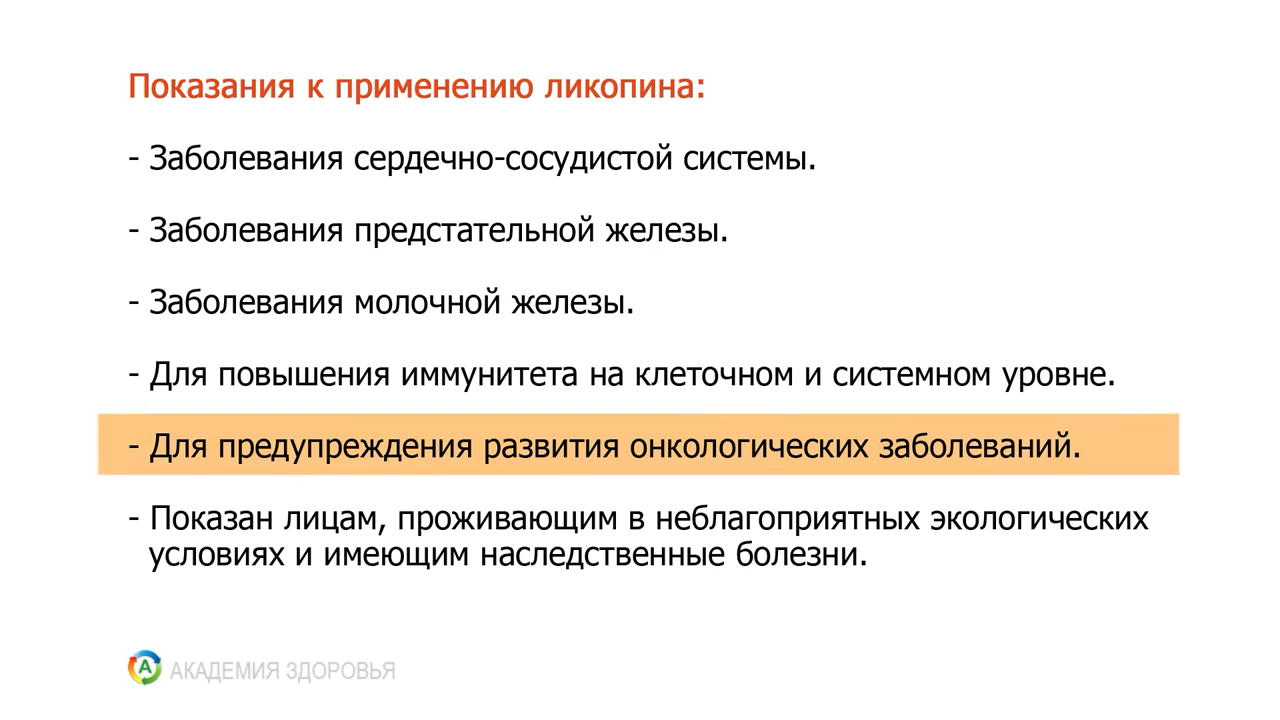 Показания к применению ликопина:
- Заболевания сердечно-сосудистой системы.
- Заболевания предстательной железы.
- Заболевания молочной железы.
- Для повышения иммунитета на клеточном и системном уровне.
- Для предупреждения развития онкологических заболеваний.
- Показан лицам, проживающим в неблагоприятных экологических
условиях и имеющим наследственные болезни.
А АКАДЕМИЯ ЗДОРОВЬЯ